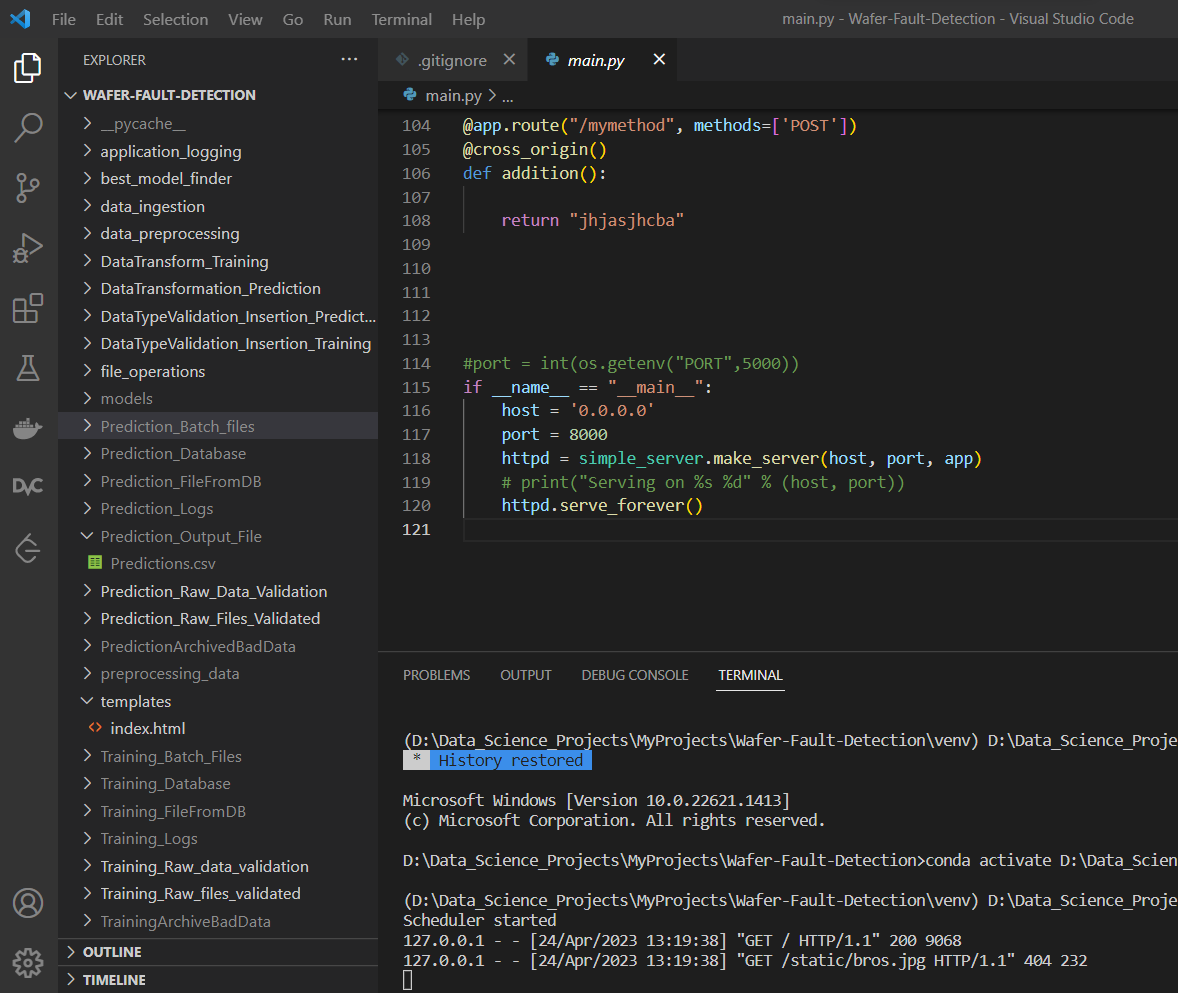 File Edit Selection View Go Run Terminal Help
main.py - Wafer-Fault-Detection - Visual Studio Code
EXPLORER
WAFER-FAULT-DETECTION
__pycache__
application_logging
best_model_finder
data_ingestion
data_preprocessing
DataTransform_Training
DataTransformation_Prediction
DataTypeValidation_Insertion_Predict...
DataTypeValidation_Insertion_Training
file_operations
models
Prediction_Batch_files
Prediction_Database
Prediction_FileFromDB
Prediction_Logs
Prediction_Output_File
Predictions.csv
Prediction_Raw_Data_Validation
Prediction_Raw_Files_Validated
PredictionArchivedBadData
preprocessing_data
templates
<> index.html
Training_Batch_Files
Training_Database
Training_FileFromDB
Training_Logs
Training_Raw_data_validation
Training_Raw_files_validated
TrainingArchiveBadData
OUTLINE
TIMELINE
DVC
.gitignore
main.py
main.py > ...
104 @app.route("/mymethod", methods=['POST'])
105 @cross_origin()
106 def addition():
107
108     return "jhjasjhcba"
109
110
111
112
113
114 #port = int(os.getenv("PORT",5000))
115 if __name__ == "__main__":
116     host = '0.0.0.0'
117     port = 8000
118     httpd = simple_server.make_server(host, port, app)
119     # print("Serving on %s %d" % (host, port))
120     httpd.serve_forever()
121
PROBLEMS OUTPUT DEBUG CONSOLE TERMINAL
(D:\Data_Science_Projects\MyProjects\Wafer-Fault-Detection\venv) D:\Data_Science_Proje
* History restored
Microsoft Windows [Version 10.0.22621.1413]
(c) Microsoft Corporation. All rights reserved.
D:\Data_Science_Projects\MyProjects\Wafer-Fault-Detection>conda activate D:\Data_Scien
(D:\Data_Science_Projects\MyProjects\Wafer-Fault-Detection\venv) D:\Data_Science_Proje
Scheduler started
127.0.0.1 - - [24/Apr/2023 13:19:38] "GET / HTTP/1.1" 200 9068
127.0.0.1 - - [24/Apr/2023 13:19:38] "GET /static/bros.jpg HTTP/1.1" 404 232